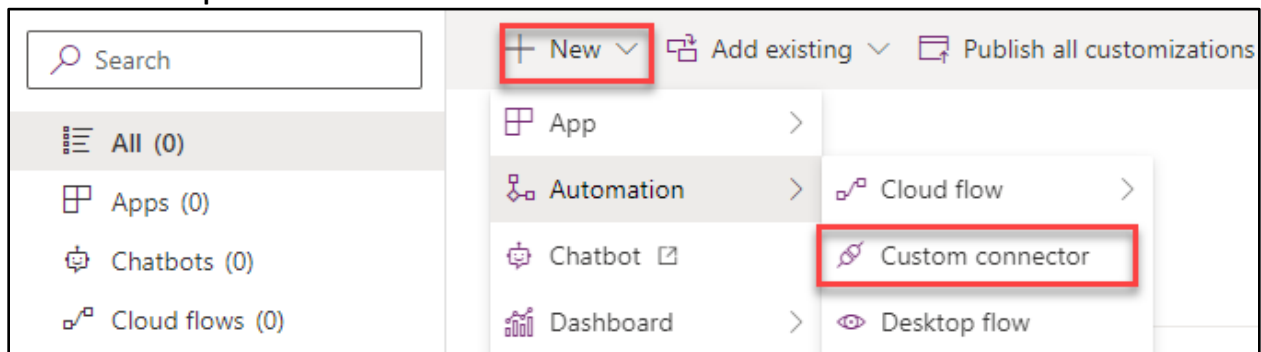 Search
All (0)
Apps (0)
Chatbots (0)
Cloud flows (0)
New Add existing Publish all customizations
App
Automation
Chatbot
Dashboard
Cloud flow
Custom connector
Desktop flow